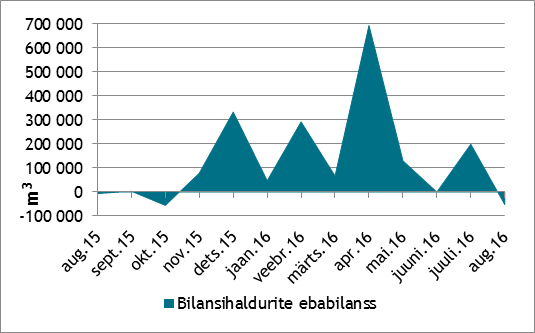 700 000
600 000
500 000
400 000
300 000
200 000
100 000
0
-100 000
m³
aug.15
sept.15
okt.15
nov.15
dets.15
jaan.16
veebr.16
märts.16
apr.16
mai.16
juuni.16
juuli.16
aug.16
Bilansihaldurite ebabilanss